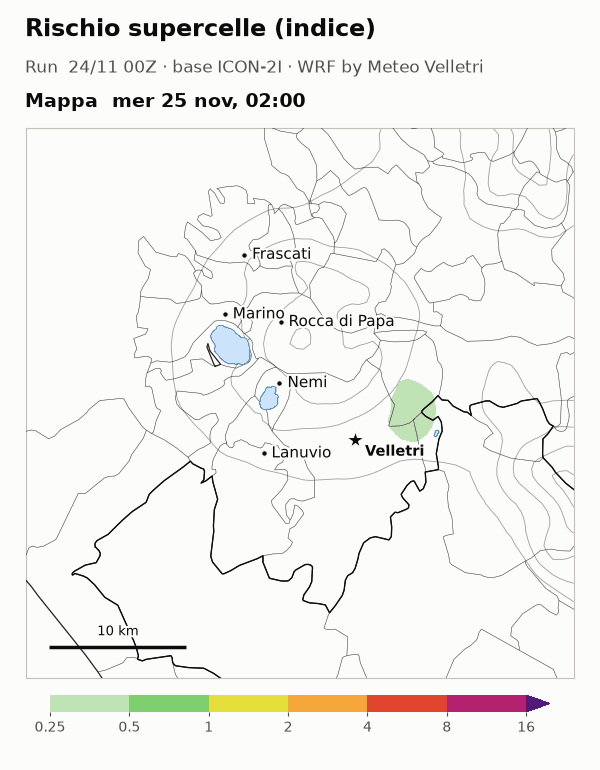 Rischio supercelle (indice)
Run  24/11 00Z · base ICON-2I · WRF by Meteo Velletri
Mappa  mer 25 nov, 02:00
Frascati
Marino
Rocca di Papa
Nemi
Velletri
Lanuvio
10 km
0.25 0.5 1 2 4 8 16